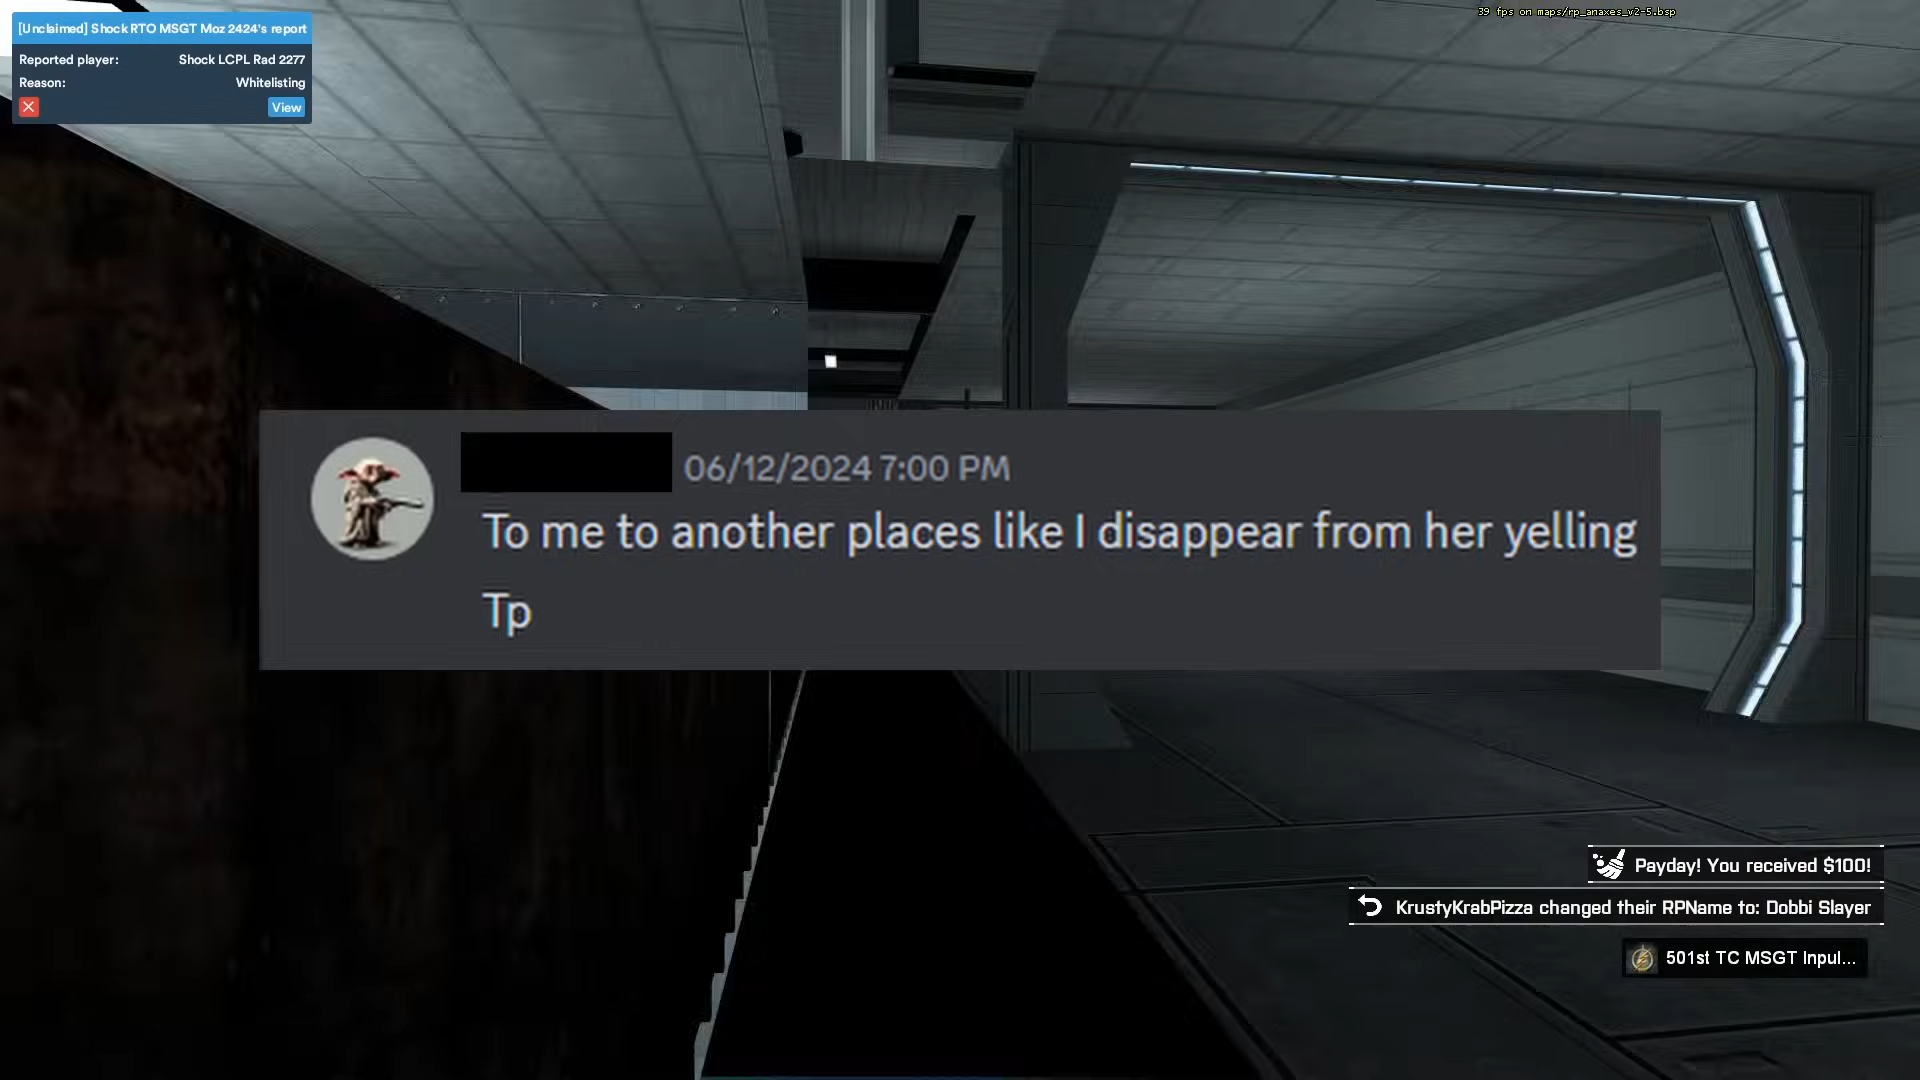 39 fps on maps/rp_anaxes_v2-5.bsp
[Unclaimed] Shock RTO MSGT Moz 2424's report
Reported player: Shock LCPL Rad 2277
Reason: Whitelisting
View
06/12/2024 7:00 PM
To me to another places like I disappear from her yelling
Tp
Payday! You received $100!
KrustyKrabPizza changed their RPName to: Dobbi Slayer
501st TC MSGT Inpul...